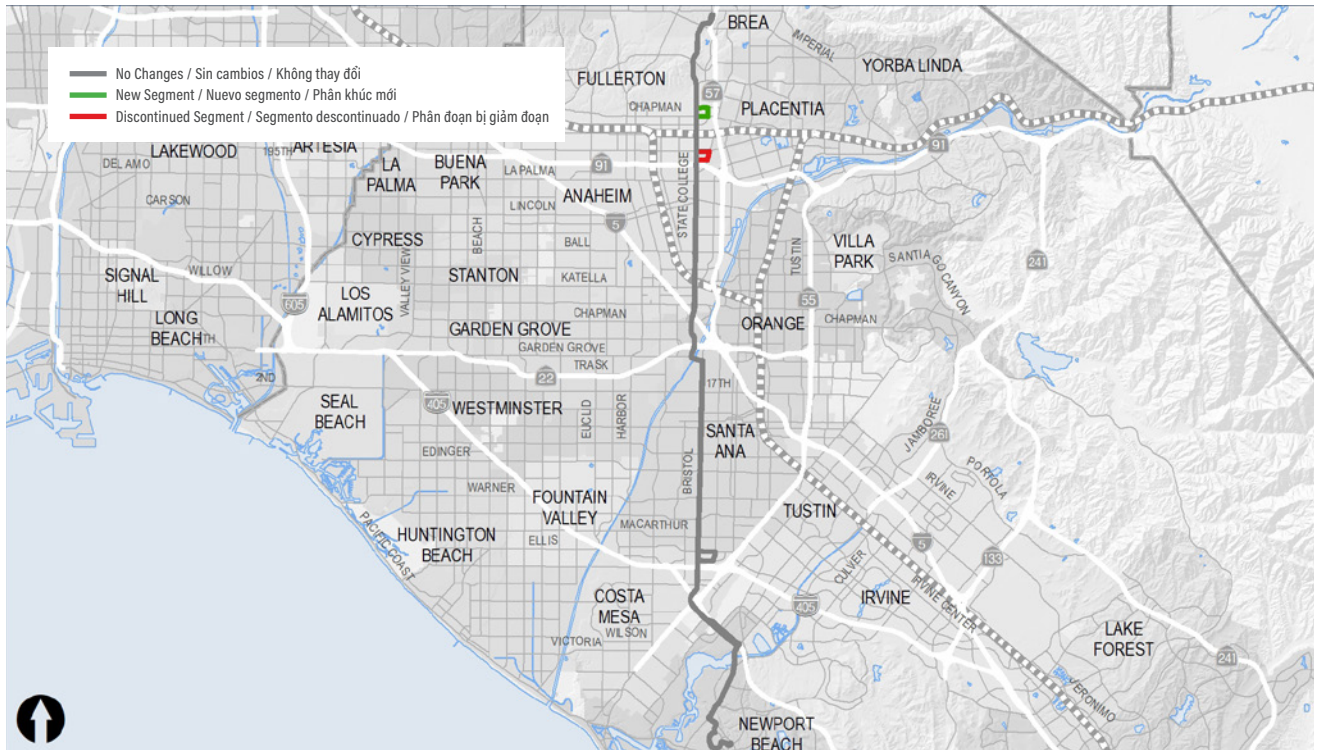 No Changes / Sin cambios / Không thay đổi
New Segment / Nuevo segmento / Phân khúc mới
Discontinued Segment / Segmento descontinuado / Phân đoạn bị giảm đoạn
BREA
IMPERIAL
YORBA LINDA
FULLERTON
57
CHAPMAN
PLACENTIA
LAKEWOOD
195TH
ARTESIA
DEL AMO
LA
PALMA
BUENA
PARK
LA PALMA
91
91
CARSON
LINCOLN
ANAHEIM
STATE COLLEGE
5
CYPRESS
BEACH
BALL
VILLA
PARK
TUSTIN
SANTIA
GO CANYON
241
SIGNAL
HILL
WILLOW
STANTON
KATELLA
VALLEY VIEW
605
LOS
ALAMITOS
55
LONG
BEACH
TH
CHAPMAN
ORANGE
CHAPMAN
GARDEN GROVE
GARDEN GROVE
TRASK
22
2ND
17TH
SEAL
BEACH
405
WESTMINSTER
EUCLID
HARBOR
JAMBOREE
261
SANTA
ANA
BRISTOL
EDINGER
PORTOLA
IRVINE
WARNER
FOUNTAIN
VALLEY
TUSTIN
MACARTHUR
PACIFIC COAST
HUNTINGTON
BEACH
ELLIS
5
133
CULVER
IRVINE CENTER
COSTA
MESA
WILSON
VICTORIA
405
IRVINE
LAKE
FOREST
241
JERONIMO
NEWPORT
BEACH